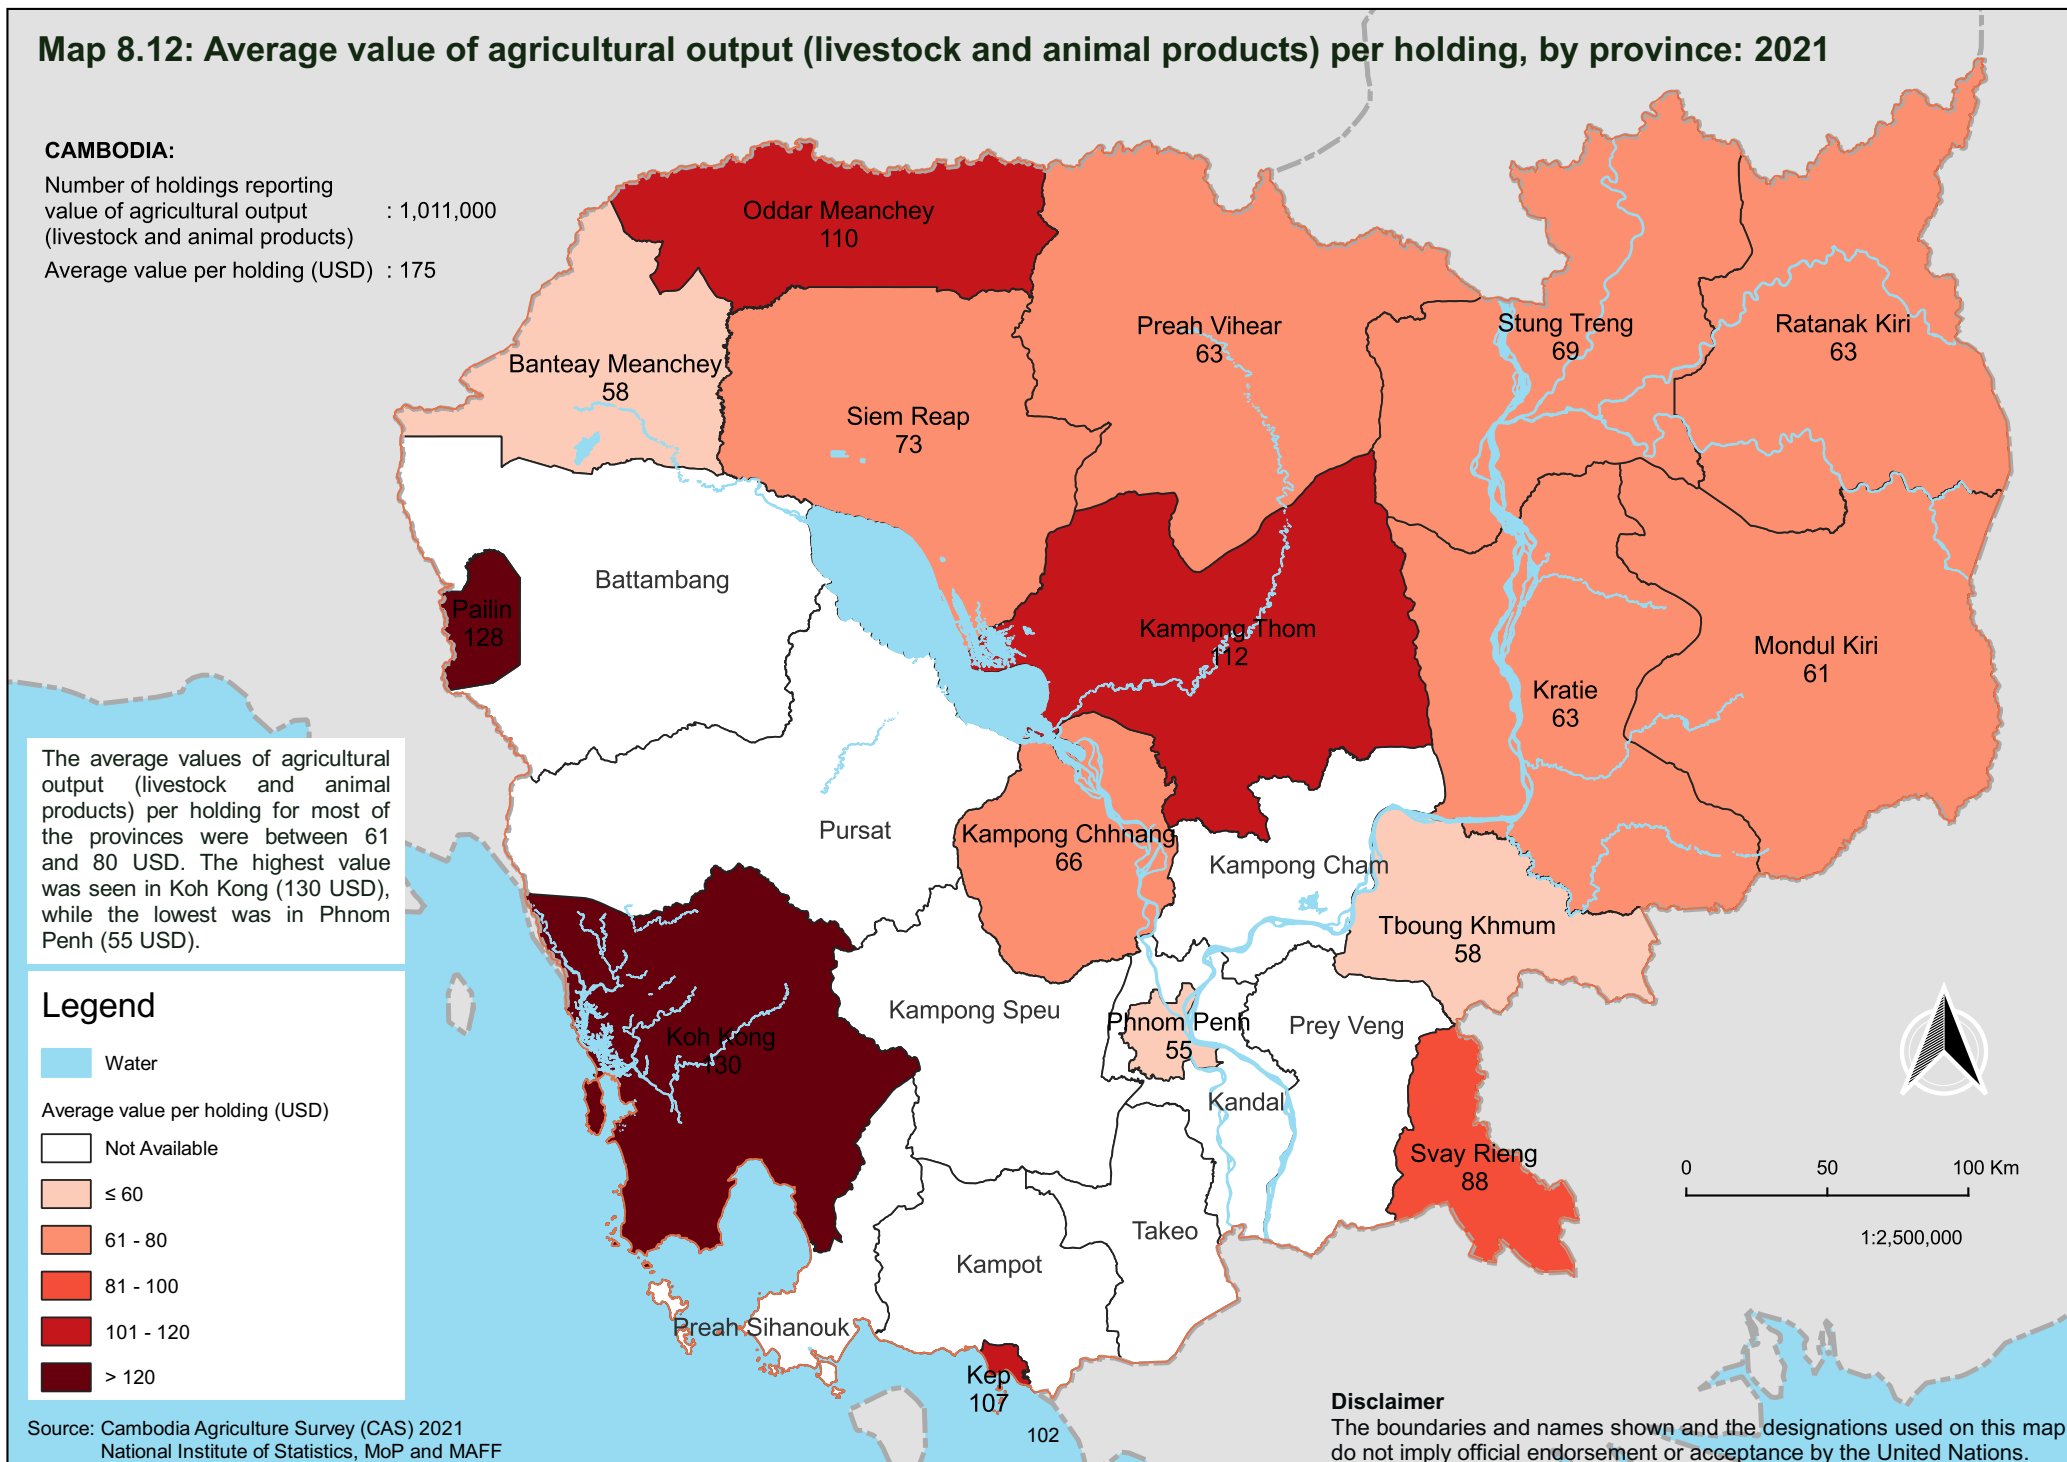 Map 8.12: Average value of agricultural output (livestock and animal products) per holding, by province: 2021
CAMBODIA:
Number of holdings reporting
value of agricultural output : 1,011,000
(livestock and animal products)
Average value per holding (USD) : 175
Oddar Meanchey
110
Preah Vihear
63
Stung Treng
69
Ratanak Kiri
63
Banteay Meanchey
58
Siem Reap
73
Battambang
Pailin
128
Kampong Thom
112
Mondul Kiri
61
Kratie
63
Pursat
Kampong Chhnang
66
Kampong Cham
Tboung Khmum
58
Kampong Speu
Phnom Penh
55
Prey Veng
Koh Kong
130
Kandal
Svay Rieng
88
Takeo
Kampot
Preah Sihanouk
Kep
107
The average values of agricultural
output (livestock and animal
products) per holding for most of
the provinces were between 61
and 80 USD. The highest value
was seen in Koh Kong (130 USD),
while the lowest was in Phnom
Penh (55 USD).
Legend
Water
Average value per holding (USD)
Not Available
≤ 60
61 - 80
81 - 100
101 - 120
> 120
0 50 100 Km
1:2,500,000
Source: Cambodia Agriculture Survey (CAS) 2021
National Institute of Statistics, MoP and MAFF
102
Disclaimer
The boundaries and names shown and the designations used on this map
do not imply official endorsement or acceptance by the United Nations.